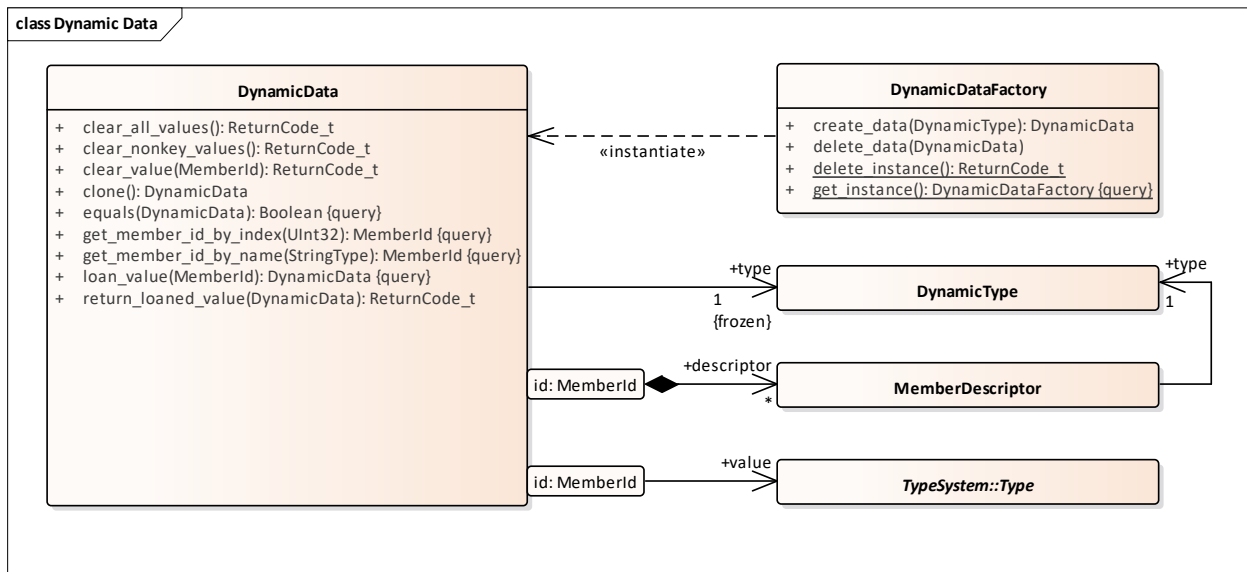 class Dynamic Data
DynamicData
+ clear_all_values(): ReturnCode_t
+ clear_nonkey_values(): ReturnCode_t
+ clear_value(MemberId): ReturnCode_t
+ clone(): DynamicData
+ equals(DynamicData): Boolean {query}
+ get_member_id_by_index(UInt32): MemberId {query}
+ get_member_id_by_name(StringType): MemberId {query}
+ loan_value(MemberId): DynamicData {query}
+ return_loaned_value(DynamicData): ReturnCode_t
DynamicDataFactory
+ create_data(DynamicType): DynamicData
+ delete_data(DynamicData)
+ delete_instance(): ReturnCode_t
+ get_instance(): DynamicDataFactory {query}
«instantiate»
+type
1
{frozen}
DynamicType
+type
1
id: MemberId
+descriptor
*
MemberDescriptor
id: MemberId
+value
TypeSystem::Type